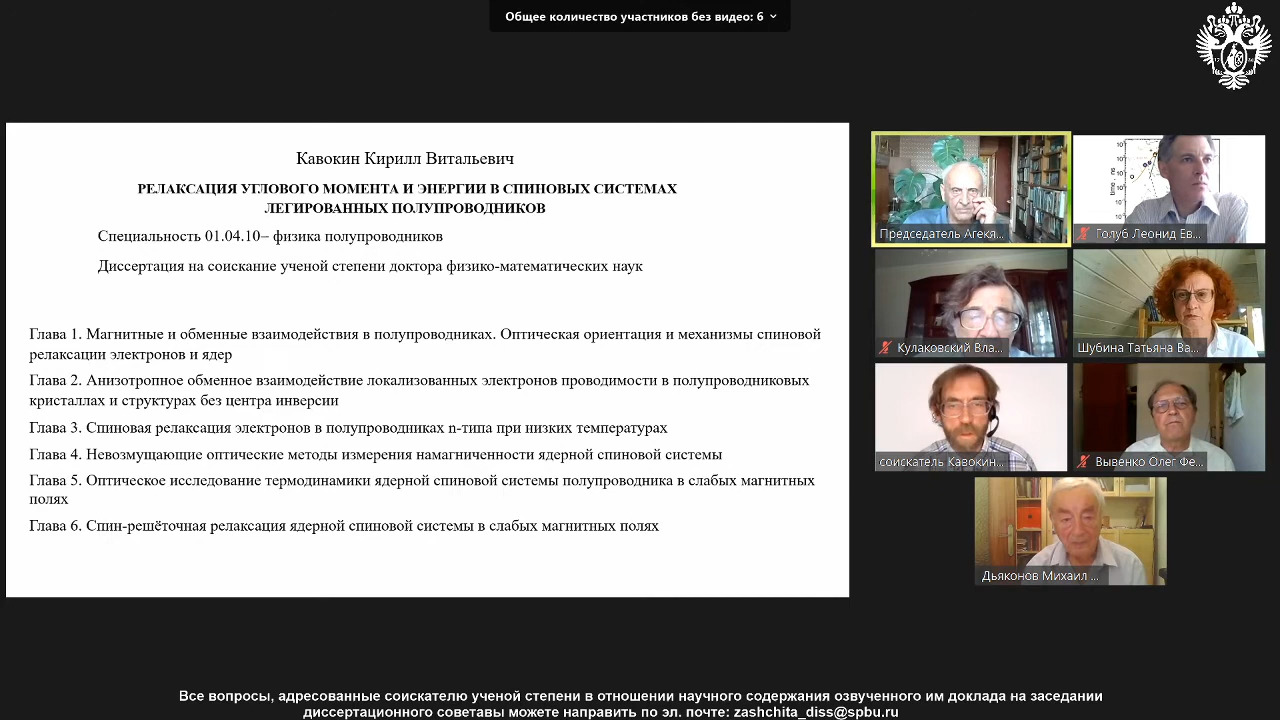 Общее количество участников без видео: 6
Кавокин Кирилл Витальевич
РЕЛАКСАЦИЯ УГЛОВОГО МОМЕНТА И ЭНЕРГИИ В СПИНОВЫХ СИСТЕМАХ
ЛЕГИРОВАННЫХ ПОЛУПРОВОДНИКОВ
Специальность 01.04.10– физика полупроводников
Диссертация на соискание ученой степени доктора физико-математических наук
Глава 1. Магнитные и обменные взаимодействия в полупроводниках. Оптическая ориентация и механизмы спиновой
релаксации электронов и ядер
Глава 2. Анизотропное обменное взаимодействие локализованных электронов проводимости в полупроводниковых
кристаллах и структурах без центра инверсии
Глава 3. Спиновая релаксация электронов в полупроводниках n-типа при низких температурах
Глава 4. Невозмущающие оптические методы измерения намагниченности ядерной спиновой системы
Глава 5. Оптическое исследование термодинамики ядерной спиновой системы полупроводника в слабых магнитных
полях
Глава 6. Спин-решёточная релаксация ядерной спиновой системы в слабых магнитных полях
Председатель Агекя...
Голуб Леонид Ев...
Кулаковский Вла...
Шубина Татьяна Ва...
соискатель Кавокин...
Вывенко Олег Фе...
Дьяконов Михаил ...
Все вопросы, адресованные соискателю ученой степени в отношении научного содержания озвученного им доклада на заседании
диссертационного советавы можете направить по эл. почте: zashchita_diss@spbu.ru